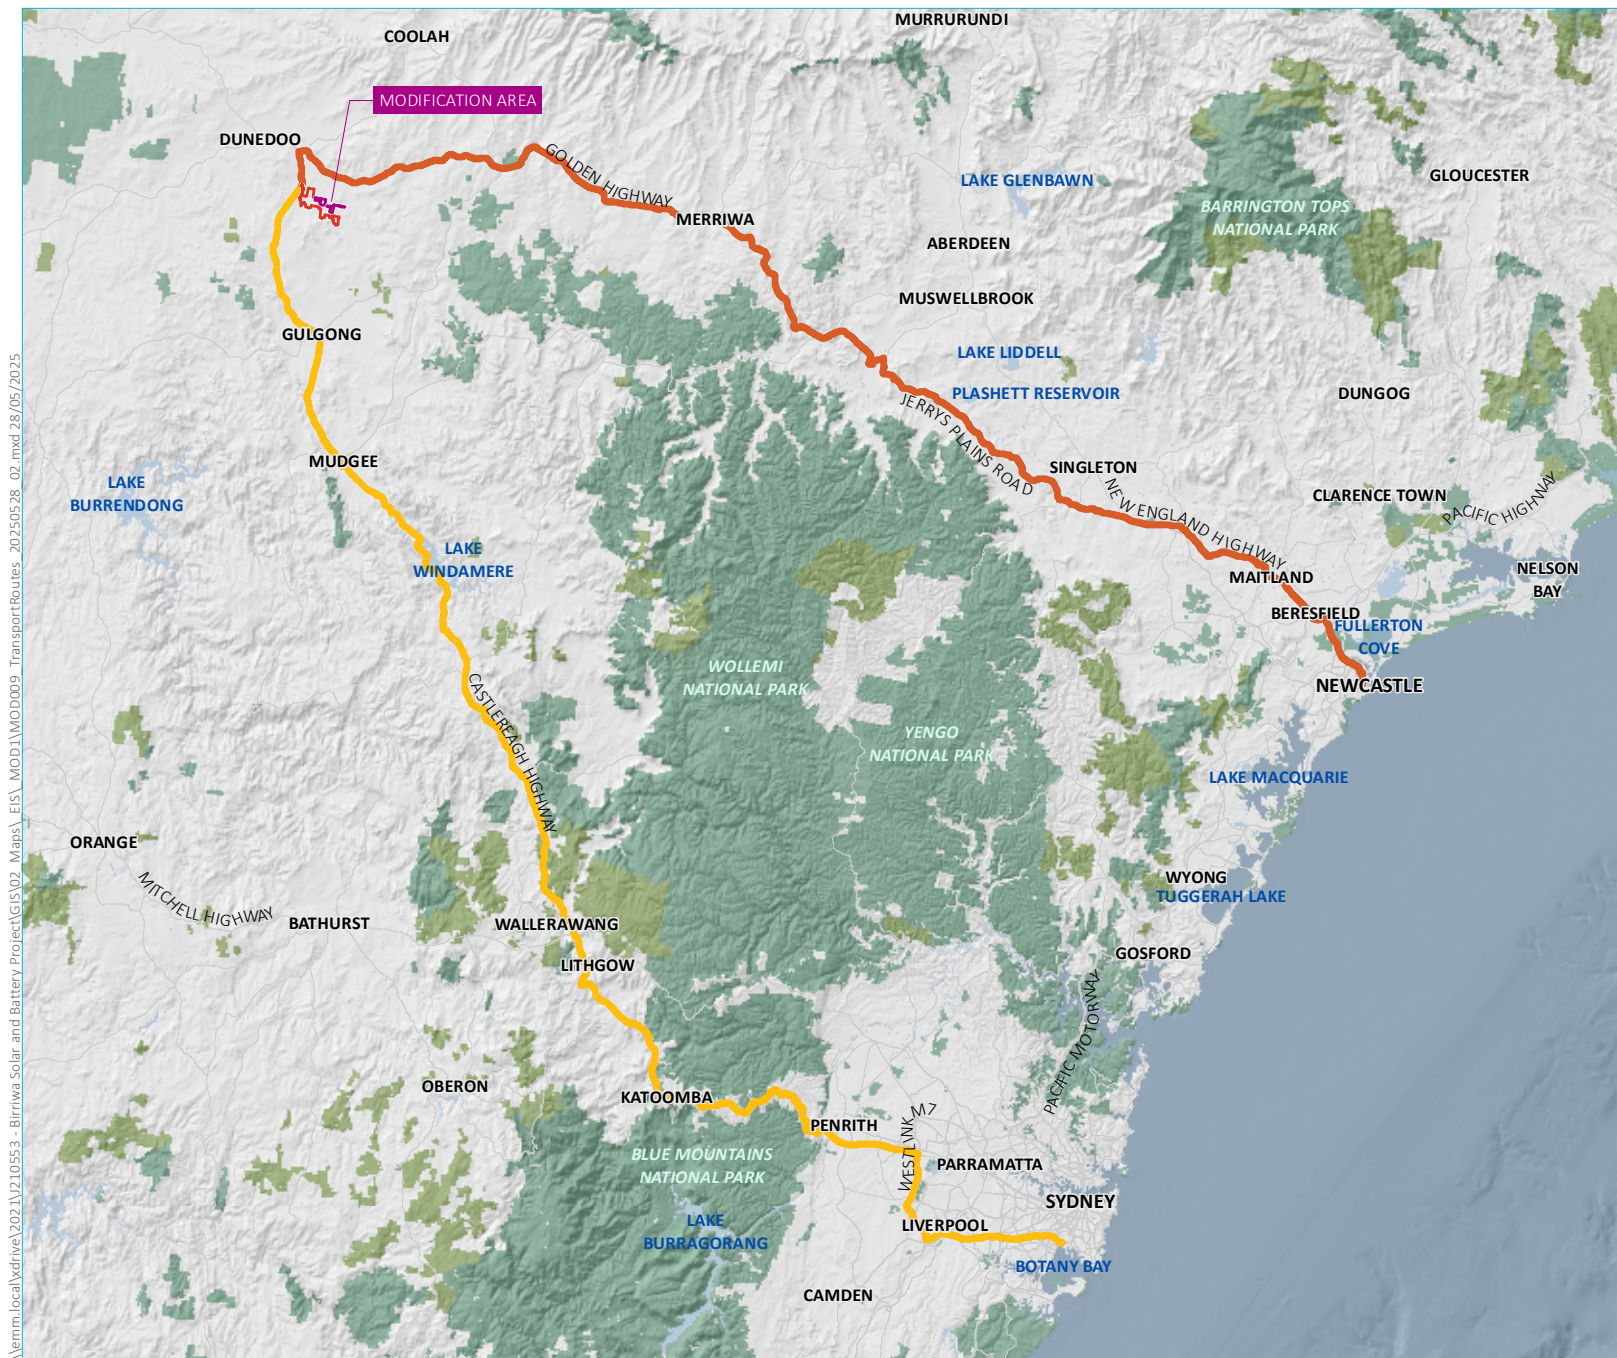 MURRURUNDI
COOLAH
MODIFICATION AREA
DUNEDOO
GOLDEN HIGHWAY
MERRIWA
LAKE GLENBAWN
GLOUCESTER
BARRINGTON TOPS
NATIONAL PARK
ABERDEEN
MUSWELLBROOK
GULGONG
LAKE LIDDELL
PLASHETT RESERVOIR
DUNGOG
JERRYS PLAINS ROAD
MUDGEE
SINGLETON
LAKE
BURRENDONG
NEW ENGLAND HIGHWAY
CLARENCE TOWN
PACIFIC HIGHWAY
LAKE
WINDAMERE
NELSON
BAY
MAITLAND
BERESFIELD
FULLERTON
COVE
NEWCASTLE
WOLLEMI
NATIONAL PARK
CASTLEREAGH HIGHWAY
YENGO
NATIONAL PARK
LAKE MACQUARIE
ORANGE
MITCHELL HIGHWAY
BATHURST
WYONG
TUGGERAH LAKE
WALLERAWANG
LITHGOW
GOSFORD
PACIFIC MOTORWAY
OBERON
KATOOMBA
PENRITH
WESTLINK M7
BLUE MOUNTAINS
NATIONAL PARK
PARRAMATTA
SYDNEY
LAKE
BURRAGORANG
LIVERPOOL
BOTANY BAY
CAMDEN
\\emm.local\xdrive\2021\J210553 - Birriwa Solar and Battery Project\GIS\02_Maps\_EIS\_MOD1\MOD009_TransportRoutes_20250528_02.mxd 28/05/2025